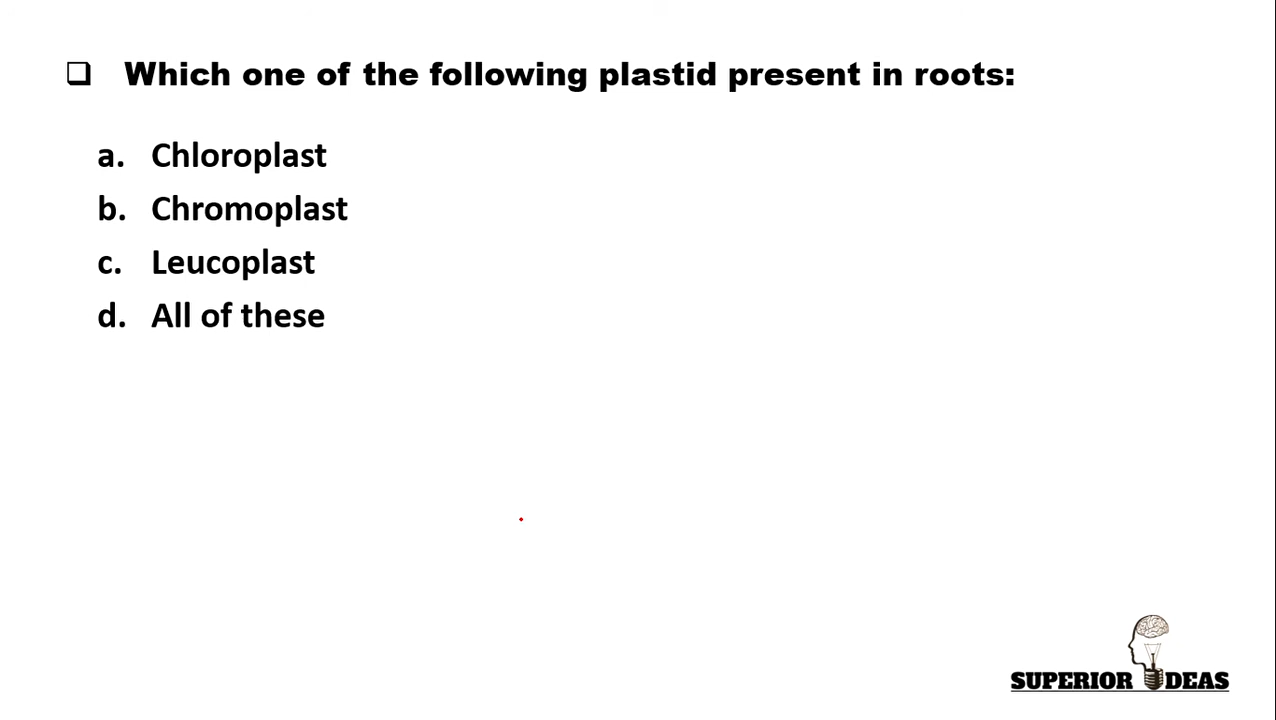 ❑ Which one of the following plastid present in roots:
a. Chloroplast
b. Chromoplast
c. Leucoplast
d. All of these
SUPERIOR IDEAS